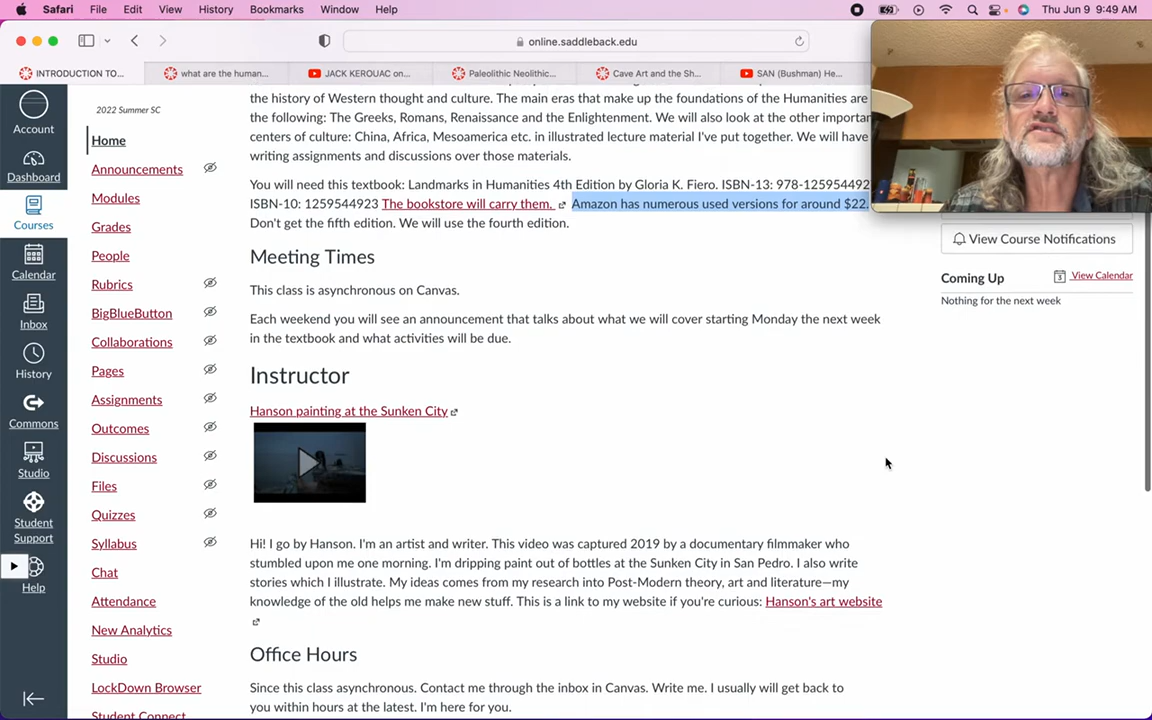 Safari File Edit View History Bookmarks Window Help Thu Jun 9 9:49 AM
online.saddleback.edu
INTRODUCTION TO... what are the human... JACK KEROUAC on... Paleolithic Neolithic... Cave Art and the Sh... SAN (Bushman) He...
Account
Dashboard
Courses
Calendar
Inbox
History
Commons
Studio
Student
Support
Help
2022 Summer SC
Home
Announcements
Modules
Grades
People
Rubrics
BigBlueButton
Collaborations
Pages
Assignments
Outcomes
Discussions
Files
Quizzes
Syllabus
Chat
Attendance
New Analytics
Studio
LockDown Browser
Student Connect
the history of Western thought and culture. The main eras that make up the foundations of the Humanities are
the following: The Greeks, Romans, Renaissance and the Enlightenment. We will also look at the other important
centers of culture: China, Africa, Mesoamerica etc. in illustrated lecture material I've put together. We will have
writing assignments and discussions over those materials.
You will need this textbook: Landmarks in Humanities 4th Edition by Gloria K. Fiero. ISBN-13: 978-125954492
ISBN-10: 1259544923 The bookstore will carry them. Amazon has numerous used versions for around $22.
Don't get the fifth edition. We will use the fourth edition.
Meeting Times
This class is asynchronous on Canvas.
Each weekend you will see an announcement that talks about what we will cover starting Monday the next week
in the textbook and what activities will be due.
Instructor
Hanson painting at the Sunken City
Hi! I go by Hanson. I'm an artist and writer. This video was captured 2019 by a documentary filmmaker who
stumbled upon me one morning. I'm dripping paint out of bottles at the Sunken City in San Pedro. I also write
stories which I illustrate. My ideas comes from my research into Post-Modern theory, art and literature—my
knowledge of the old helps me make new stuff. This is a link to my website if you're curious: Hanson's art website
Office Hours
Since this class asynchronous. Contact me through the inbox in Canvas. Write me. I usually will get back to
you within hours at the latest. I'm here for you.
View Course Notifications
Coming Up 3 View Calendar
Nothing for the next week